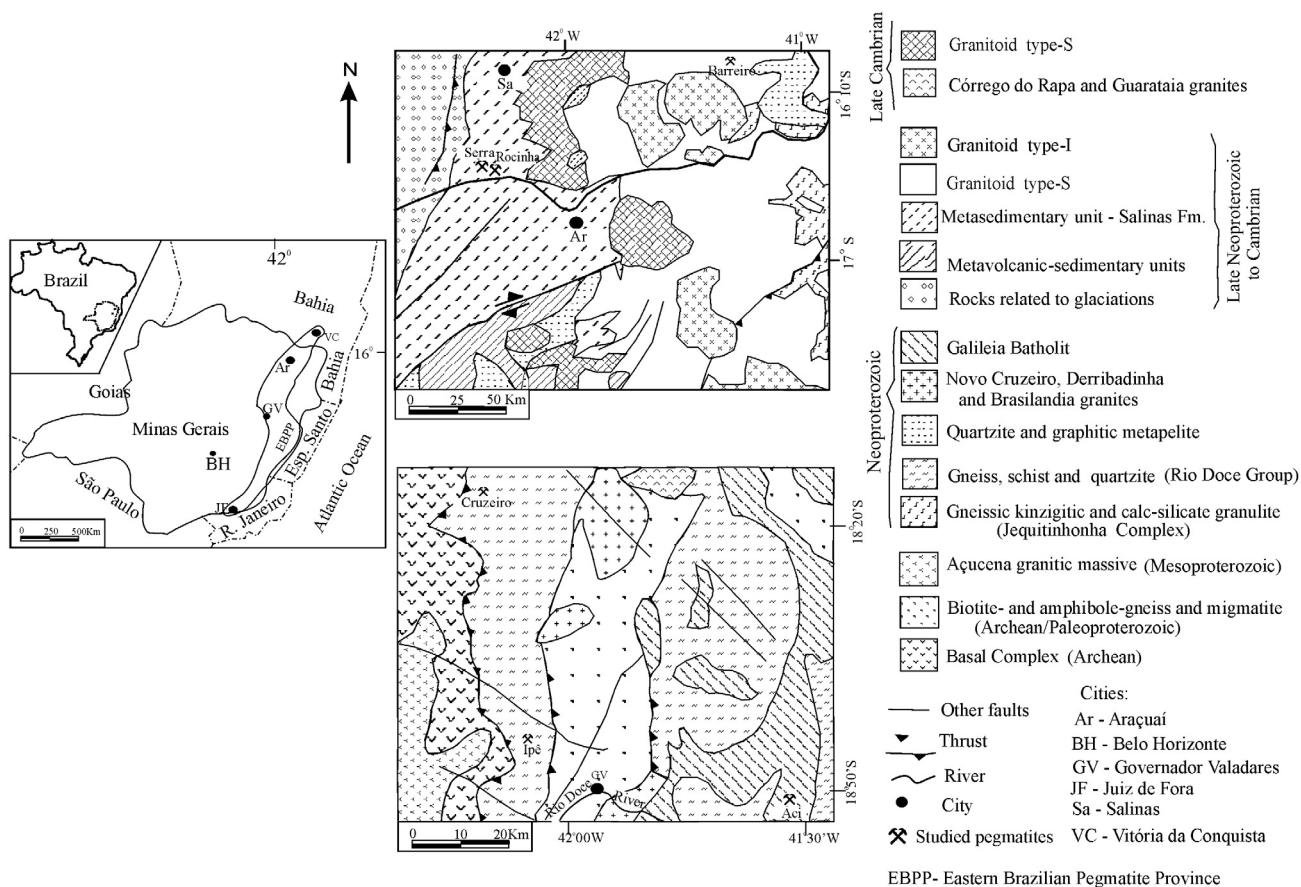 N
42°
Brazil
Bahia
VC
16°
Ar
Goias
Bahia
GV
EBPP
Minas Gerais
BH
Esp. Santo
Atlantic Ocean
São Paulo
JF
R. Janeiro
0 250 500Km
42° W
41° W
Sa
Barreiro
16°10'S
Serra
Rocinha
Ar
17° S
0 25 50 Km
Cruzeiro
18°20'S
Ipê
GV
Rio Doce River
Aci
18°50'S
0 10 20Km
42°00'W
41°30'W
Late Cambrian
Granitoid type-S
Córrego do Rapa and Guarataia granites
Late Neoproterozoic
to Cambrian
Granitoid type-I
Granitoid type-S
Metasedimentary unit - Salinas Fm.
Metavolcanic-sedimentary units
Rocks related to glaciations
Neoproterozoic
Galileia Batholit
Novo Cruzeiro, Derribadinha
and Brasilandia granites
Quartzite and graphitic metapelite
Gneiss, schist and quartzite (Rio Doce Group)
Gneissic kinzigitic and calc-silicate granulite
(Jequitinhonha Complex)
Açucena granitic massive (Mesoproterozoic)
Biotite- and amphibole-gneiss and migmatite
(Archean/Paleoproterozoic)
Basal Complex (Archean)
Other faults
Thrust
River
City
Studied pegmatites
Cities:
Ar - Araçuaí
BH - Belo Horizonte
GV - Governador Valadares
JF - Juiz de Fora
Sa - Salinas
VC - Vitória da Conquista
EBPP- Eastern Brazilian Pegmatite Province